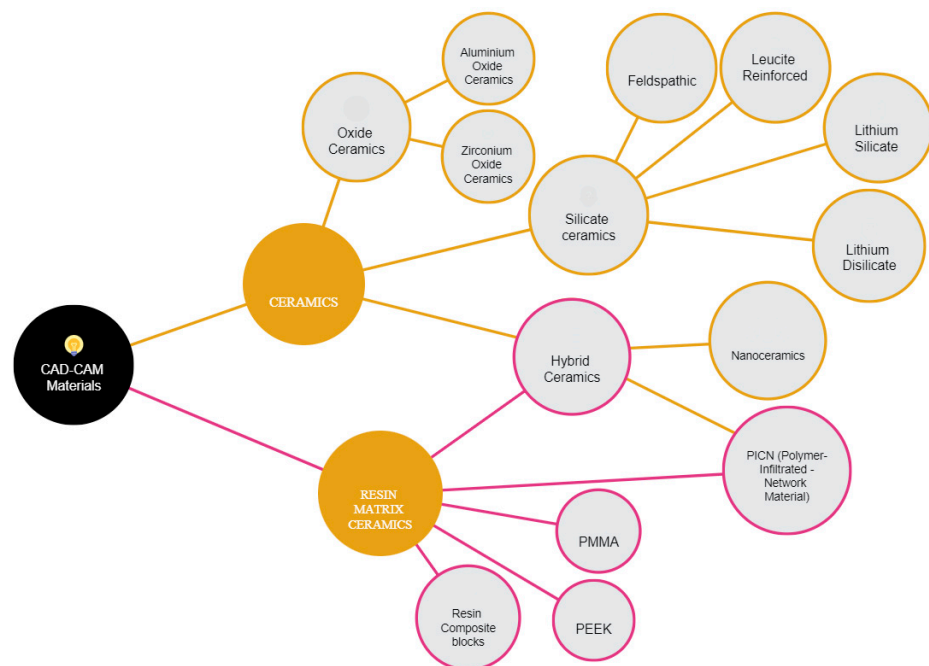 Aluminium
Oxide
Ceramics
Oxide
Ceramics
Zirconium
Oxide
Ceramics
Feldspathic
Leucite
Reinforced
Lithium
Silicate
Silicate
ceramics
Lithium
Disilicate
CERAMICS
CAD-CAM
Materials
Hybrid
Ceramics
Nanoceramics
PICN (Polymer-
Infiltrated -
Network
Material)
RESIN
MATRIX
CERAMICS
PMMA
Resin
Composite
blocks
PEEK